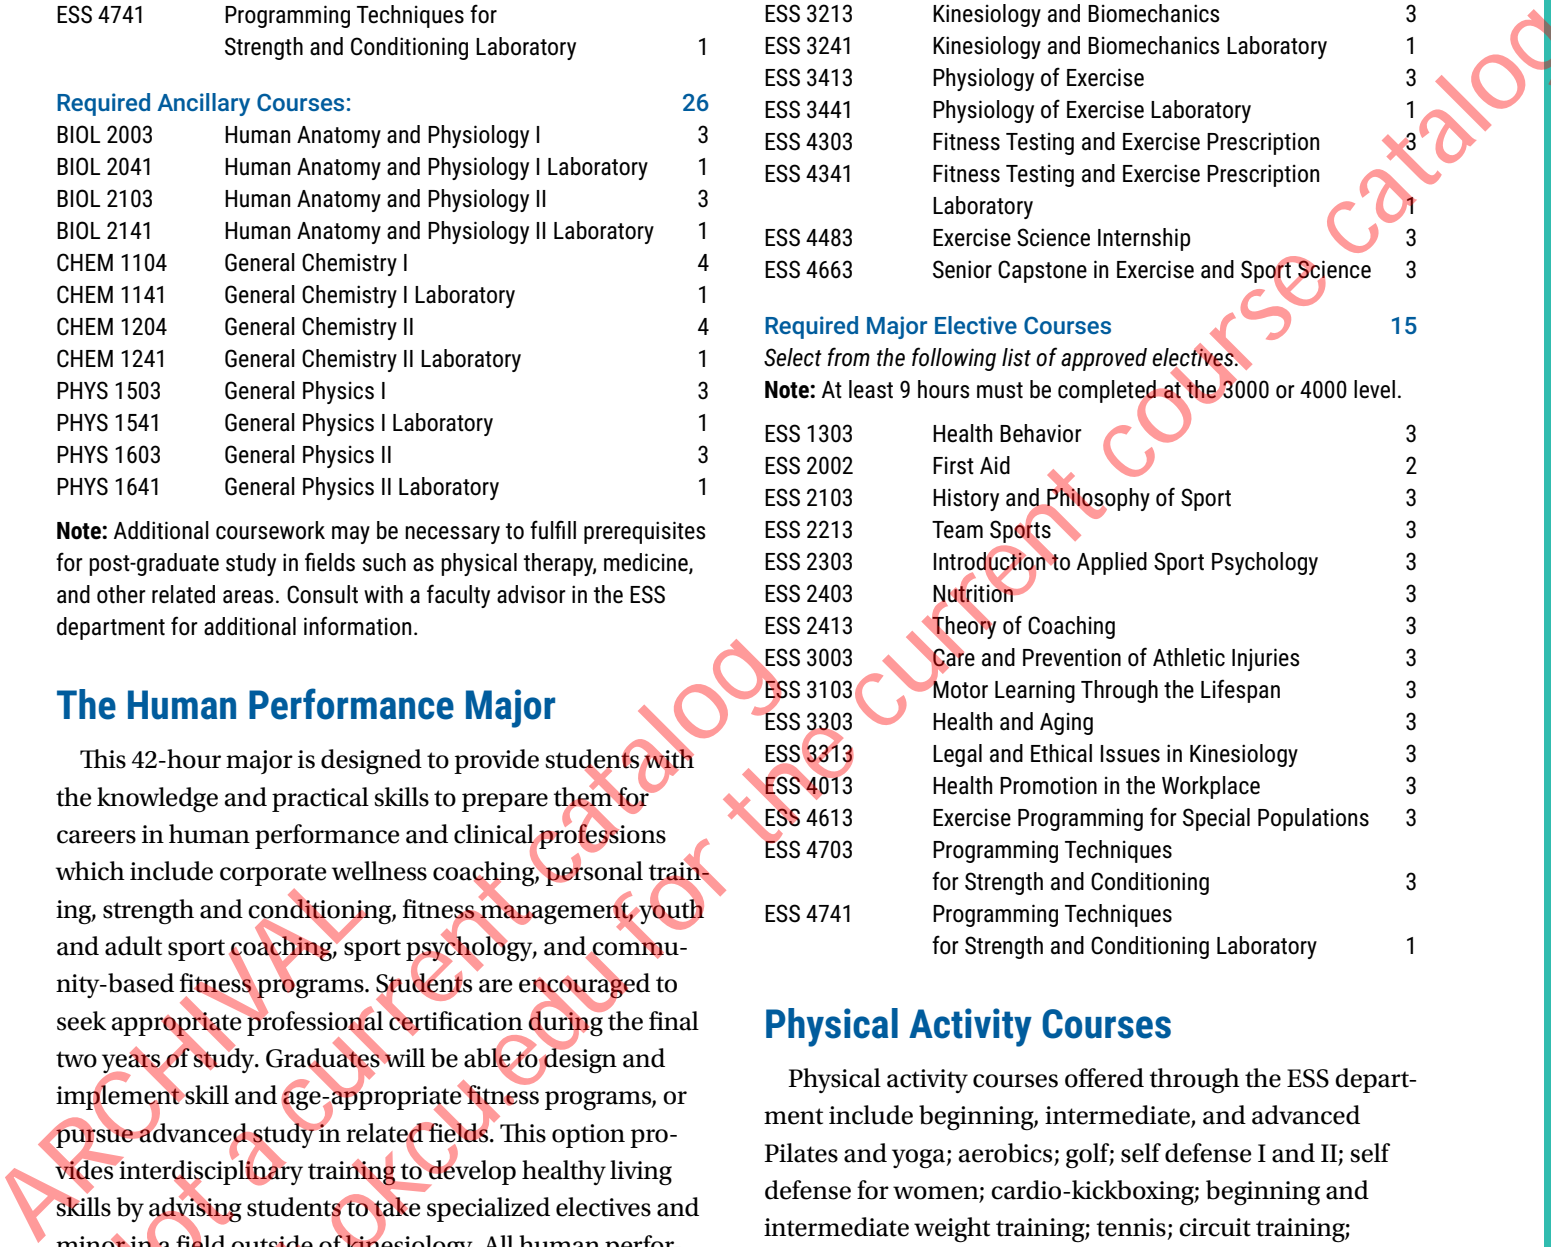 ESS 4741 Programming Techniques for
Strength and Conditioning Laboratory 1
Required Ancillary Courses: 26
BIOL 2003 Human Anatomy and Physiology I 3
BIOL 2041 Human Anatomy and Physiology I Laboratory 1
BIOL 2103 Human Anatomy and Physiology II 3
BIOL 2141 Human Anatomy and Physiology II Laboratory 1
CHEM 1104 General Chemistry I 4
CHEM 1141 General Chemistry I Laboratory 1
CHEM 1204 General Chemistry II 4
CHEM 1241 General Chemistry II Laboratory 1
PHYS 1503 General Physics I 3
PHYS 1541 General Physics I Laboratory 1
PHYS 1603 General Physics II 3
PHYS 1641 General Physics II Laboratory 1
Note: Additional coursework may be necessary to fulfill prerequisites
for post-graduate study in fields such as physical therapy, medicine,
and other related areas. Consult with a faculty advisor in the ESS
department for additional information.
The Human Performance Major
This 42-hour major is designed to provide students with
the knowledge and practical skills to prepare them for
careers in human performance and clinical professions
which include corporate wellness coaching, personal train-
ing, strength and conditioning, fitness management, youth
and adult sport coaching, sport psychology, and commu-
nity-based fitness programs. Students are encouraged to
seek appropriate professional certification during the final
two years of study. Graduates will be able to design and
implement skill and age-appropriate fitness programs, or
pursue advanced study in related fields. This option pro-
vides interdisciplinary training to develop healthy living
skills by advising students to take specialized electives and
minor in a field outside of kinesiology. All human perfor-
ESS 3213 Kinesiology and Biomechanics 3
ESS 3241 Kinesiology and Biomechanics Laboratory 1
ESS 3413 Physiology of Exercise 3
ESS 3441 Physiology of Exercise Laboratory 1
ESS 4303 Fitness Testing and Exercise Prescription 3
ESS 4341 Fitness Testing and Exercise Prescription
Laboratory 1
ESS 4483 Exercise Science Internship 3
ESS 4663 Senior Capstone in Exercise and Sport Science 3
Required Major Elective Courses 15
Select from the following list of approved electives.
Note: At least 9 hours must be completed at the 3000 or 4000 level.
ESS 1303 Health Behavior 3
ESS 2002 First Aid 2
ESS 2103 History and Philosophy of Sport 3
ESS 2213 Team Sports 3
ESS 2303 Introduction to Applied Sport Psychology 3
ESS 2403 Nutrition 3
ESS 2413 Theory of Coaching 3
ESS 3003 Care and Prevention of Athletic Injuries 3
ESS 3103 Motor Learning Through the Lifespan 3
ESS 3303 Health and Aging 3
ESS 3313 Legal and Ethical Issues in Kinesiology 3
ESS 4013 Health Promotion in the Workplace 3
ESS 4613 Exercise Programming for Special Populations 3
ESS 4703 Programming Techniques
for Strength and Conditioning 3
ESS 4741 Programming Techniques
for Strength and Conditioning Laboratory 1
Physical Activity Courses
Physical activity courses offered through the ESS depart-
ment include beginning, intermediate, and advanced
Pilates and yoga; aerobics; golf; self defense I and II; self
defense for women; cardio-kickboxing; beginning and
intermediate weight training; tennis; circuit training;
ARCHIVAL
not a current catalog
okcu.edu for the current course catalog